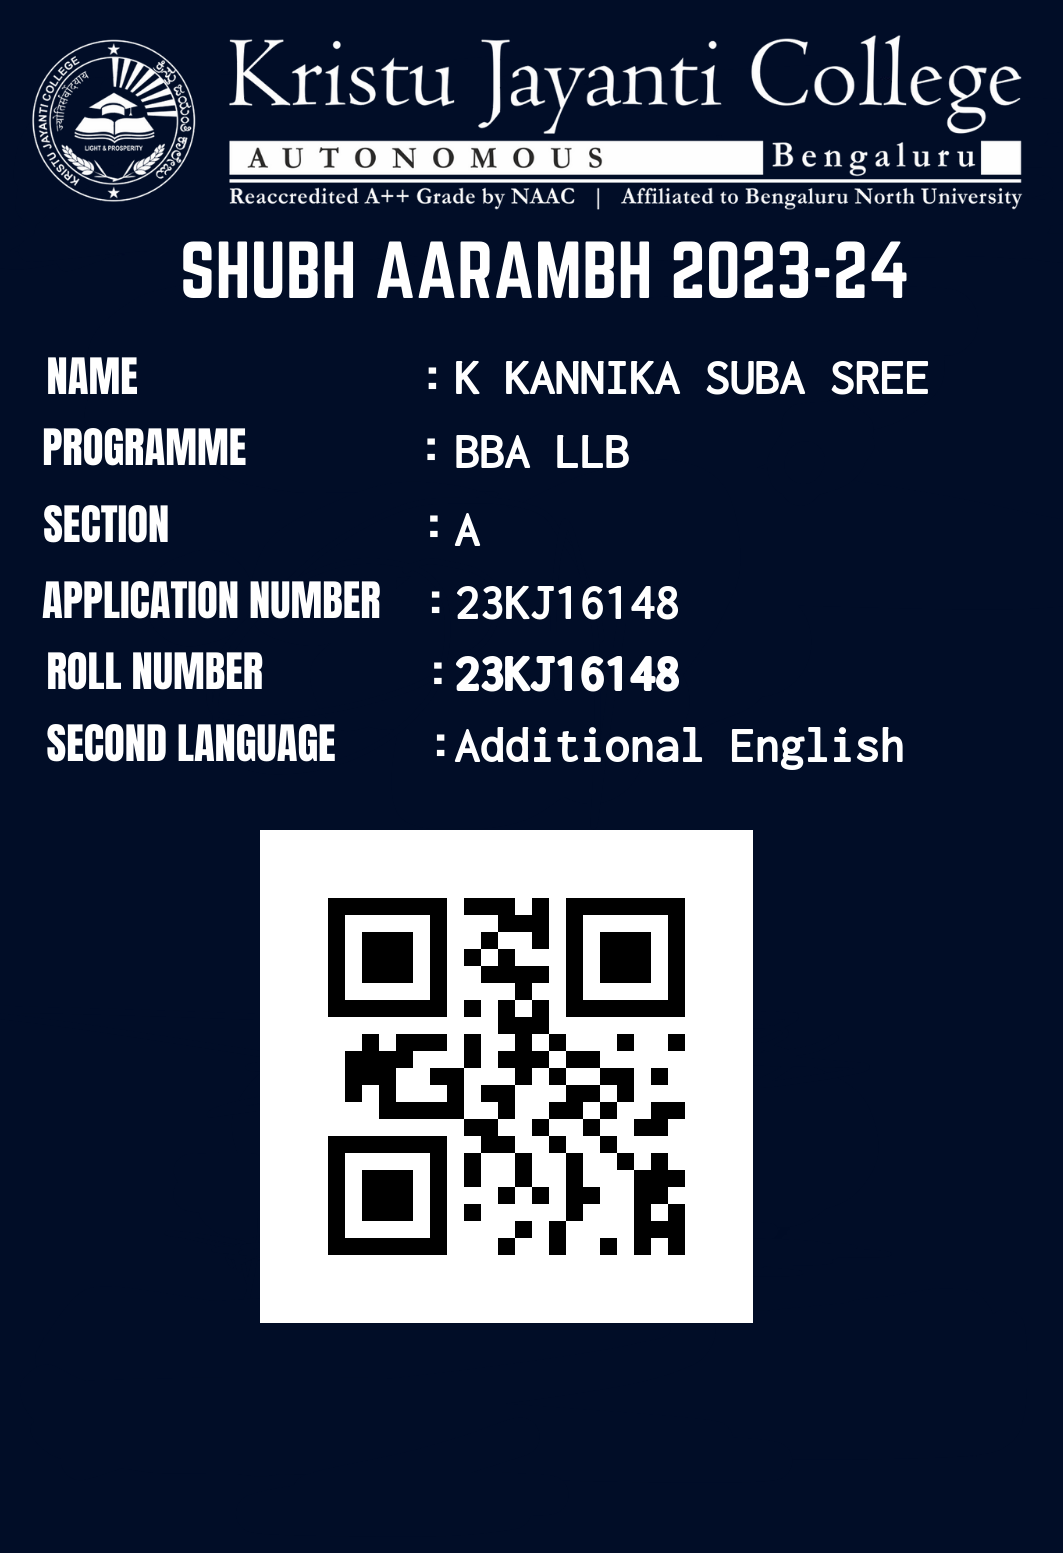 KRISTU JAYANTI COLLEGE
LIGHT & PROSPERITY
Kristu Jayanti College
AUTONOMOUS Bengaluru
Reaccredited A++ Grade by NAAC | Affiliated to Bengaluru North University
SHUBH AARAMBH 2023-24
NAME : K KANNIKA SUBA SREE
PROGRAMME : BBA LLB
SECTION : A
APPLICATION NUMBER : 23KJ16148
ROLL NUMBER : 23KJ16148
SECOND LANGUAGE : Additional English